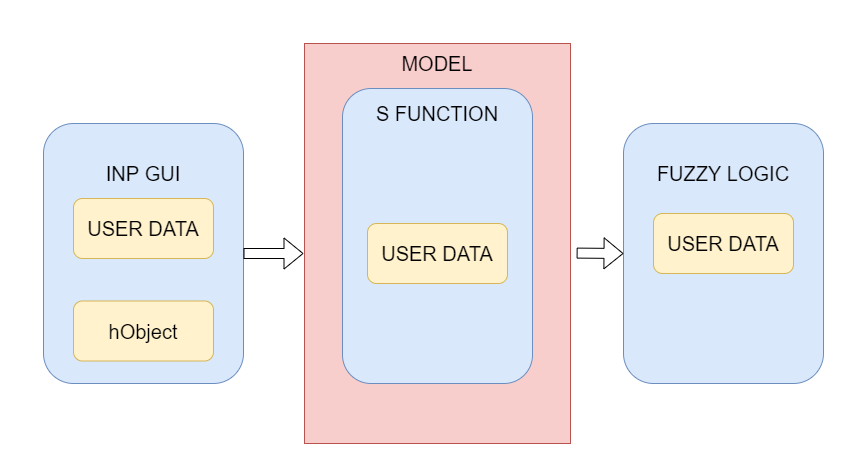 INP GUI
USER DATA
hObject
MODEL
S FUNCTION
USER DATA
FUZZY LOGIC
USER DATA